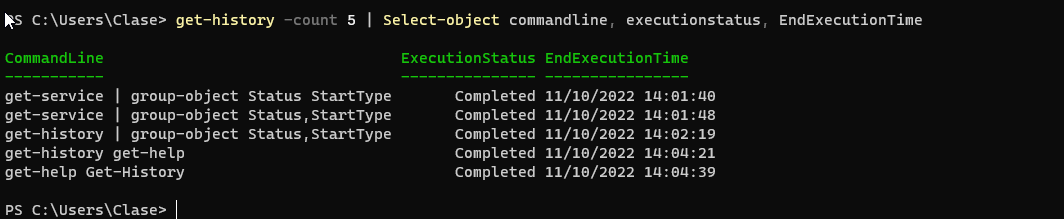 PS C:\Users\Clase> get-history -count 5 | Select-object commandline, executionstatus, EndExecutionTime
CommandLine ExecutionStatus EndExecutionTime
----------- --------------- ----------------
get-service | group-object Status StartType Completed 11/10/2022 14:01:40
get-service | group-object Status,StartType Completed 11/10/2022 14:01:48
get-history | group-object Status,StartType Completed 11/10/2022 14:02:19
get-history get-help Completed 11/10/2022 14:04:21
get-help Get-History Completed 11/10/2022 14:04:39
PS C:\Users\Clase>